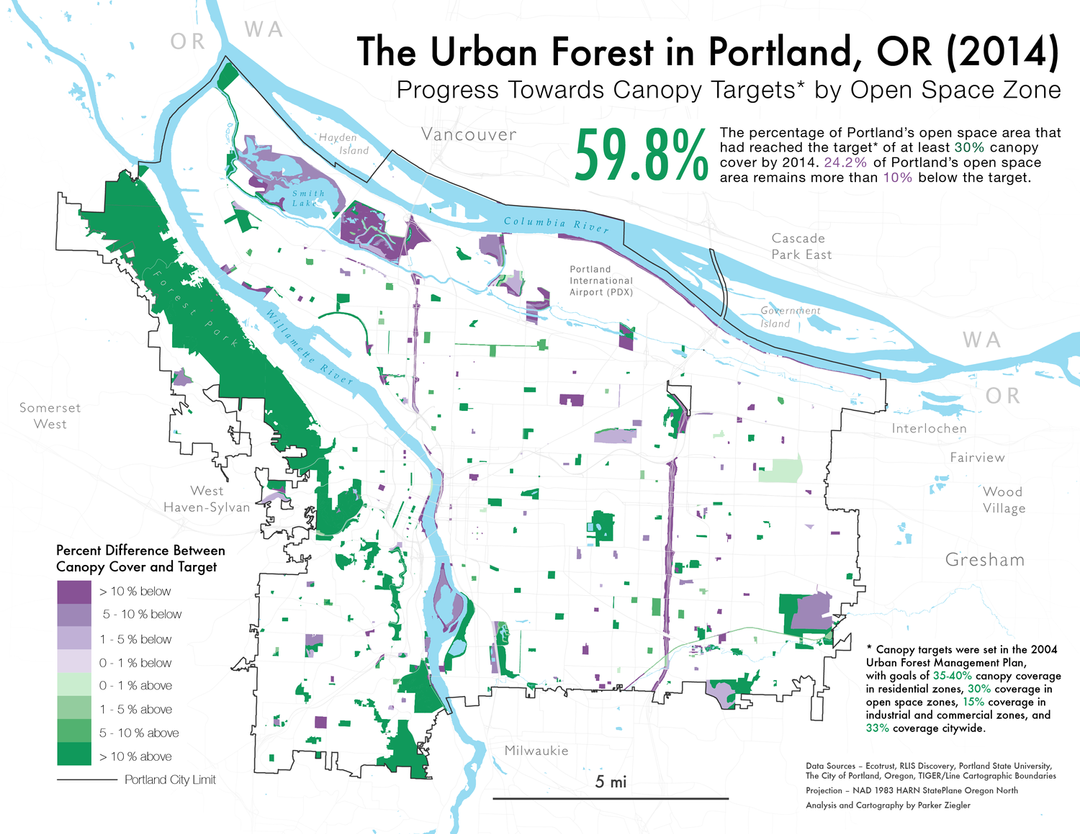 The Urban Forest in Portland, OR (2014)
Progress Towards Canopy Targets* by Open Space Zone
59.8%
The percentage of Portland's open space area that
had reached the target* of at least 30% canopy
cover by 2014. 24.2% of Portland's open space
area remains more than 10% below the target.
OR
WA
Hayden
Island
Vancouver
Smith
Lake
Columbia River
Cascade
Park East
Portland
International
Airport (PDX)
Government
Island
Forest Park
Willamette River
WA
OR
Somerset
West
Interlochen
Fairview
West
Haven-Sylvan
Wood
Village
Gresham
Milwaukie
Percent Difference Between
Canopy Cover and Target
> 10 % below
5 - 10 % below
1 - 5 % below
0 - 1 % below
0 - 1 % above
1 - 5 % above
5 - 10 % above
> 10 % above
Portland City Limit
5 mi
* Canopy targets were set in the 2004
Urban Forest Management Plan,
with goals of 35-40% canopy coverage
in residential zones, 30% coverage in
open space zones, 15% coverage in
industrial and commercial zones, and
33% coverage citywide.
Data Sources – Ecotrust, RLIS Discovery, Portland State University,
The City of Portland, Oregon, TIGER/Line Cartographic Boundaries
Projection – NAD 1983 HARN StatePlane Oregon North
Analysis and Cartography by Parker Ziegler